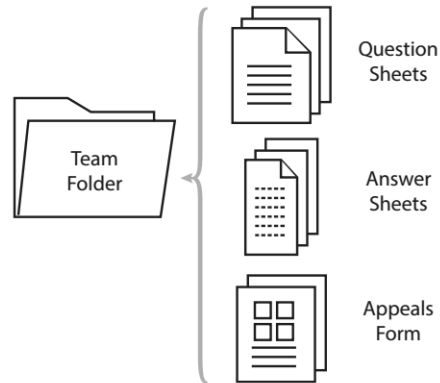 Team
Folder
Question
Sheets
Answer
Sheets
Appeals
Form